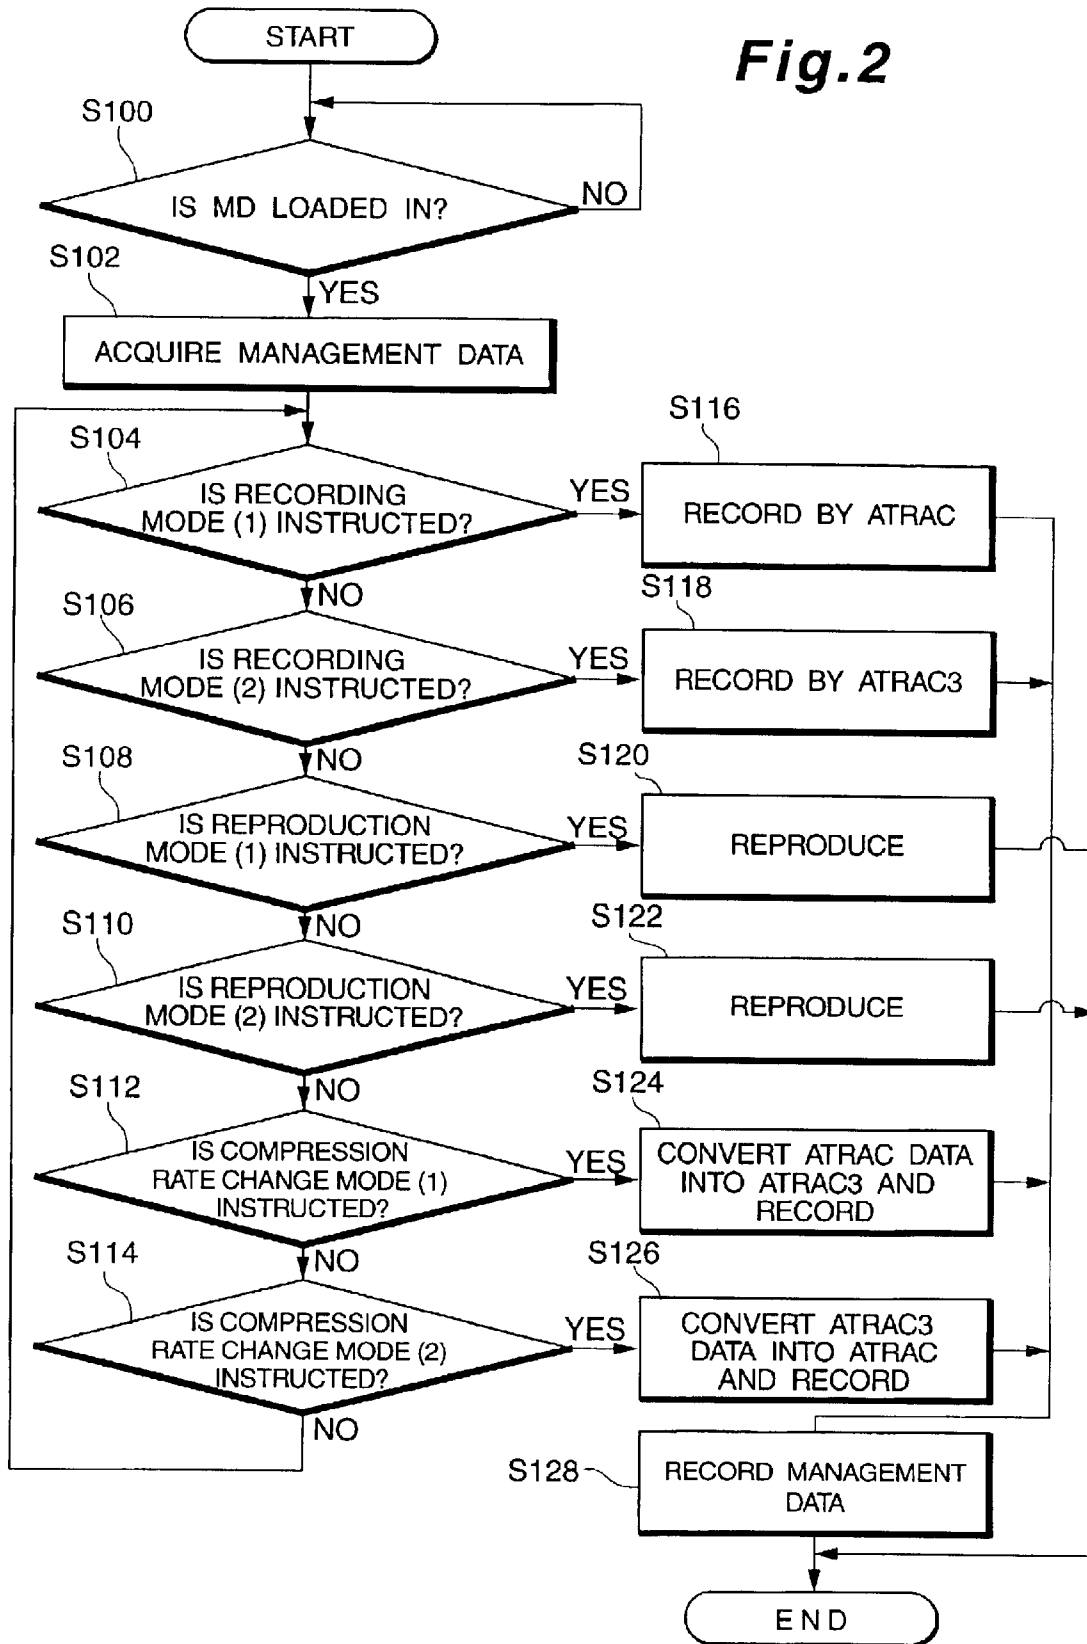 START
Fig.2
S100
IS MD LOADED IN?
NO
S102
YES
ACQUIRE MANAGEMENT DATA
S104
IS RECORDING
MODE (1) INSTRUCTED?
YES
S116
RECORD BY ATRAC
NO
S106
IS RECORDING
MODE (2) INSTRUCTED?
YES
S118
RECORD BY ATRAC3
NO
S108
IS REPRODUCTION
MODE (1) INSTRUCTED?
YES
S120
REPRODUCE
NO
S110
IS REPRODUCTION
MODE (2) INSTRUCTED?
YES
S122
REPRODUCE
NO
S112
IS COMPRESSION
RATE CHANGE MODE (1)
INSTRUCTED?
YES
S124
CONVERT ATRAC DATA
INTO ATRAC3 AND
RECORD
NO
S114
IS COMPRESSION
RATE CHANGE MODE (2)
INSTRUCTED?
YES
S126
CONVERT ATRAC3
DATA INTO ATRAC
AND RECORD
NO
S128
RECORD MANAGEMENT
DATA
END